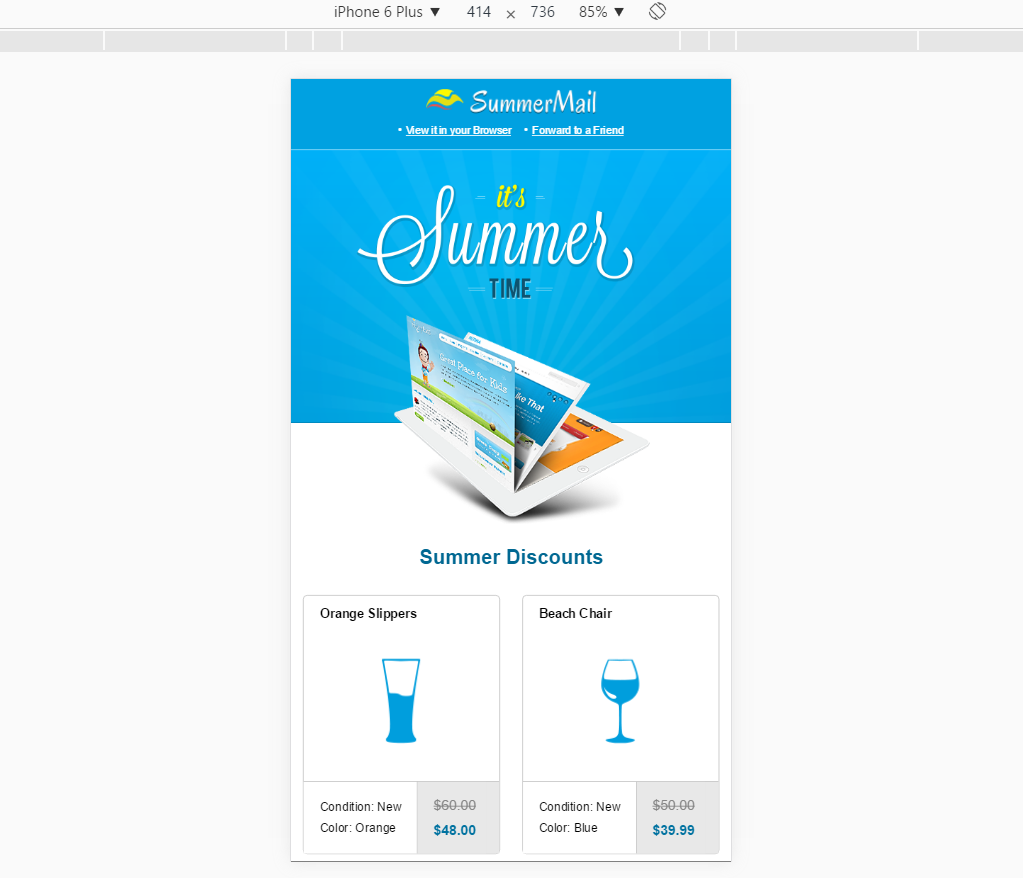 iPhone 6 Plus ▼ 414 × 736 85% ▼
SummerMail
• View it in your Browser • Forward to a Friend
it's
Summer
TIME
Great Place for Kids
Like That
Summer Discounts
Orange Slippers Beach Chair
Condition: New $60.00 Condition: New $50.00
Color: Orange $48.00 Color: Blue $39.99